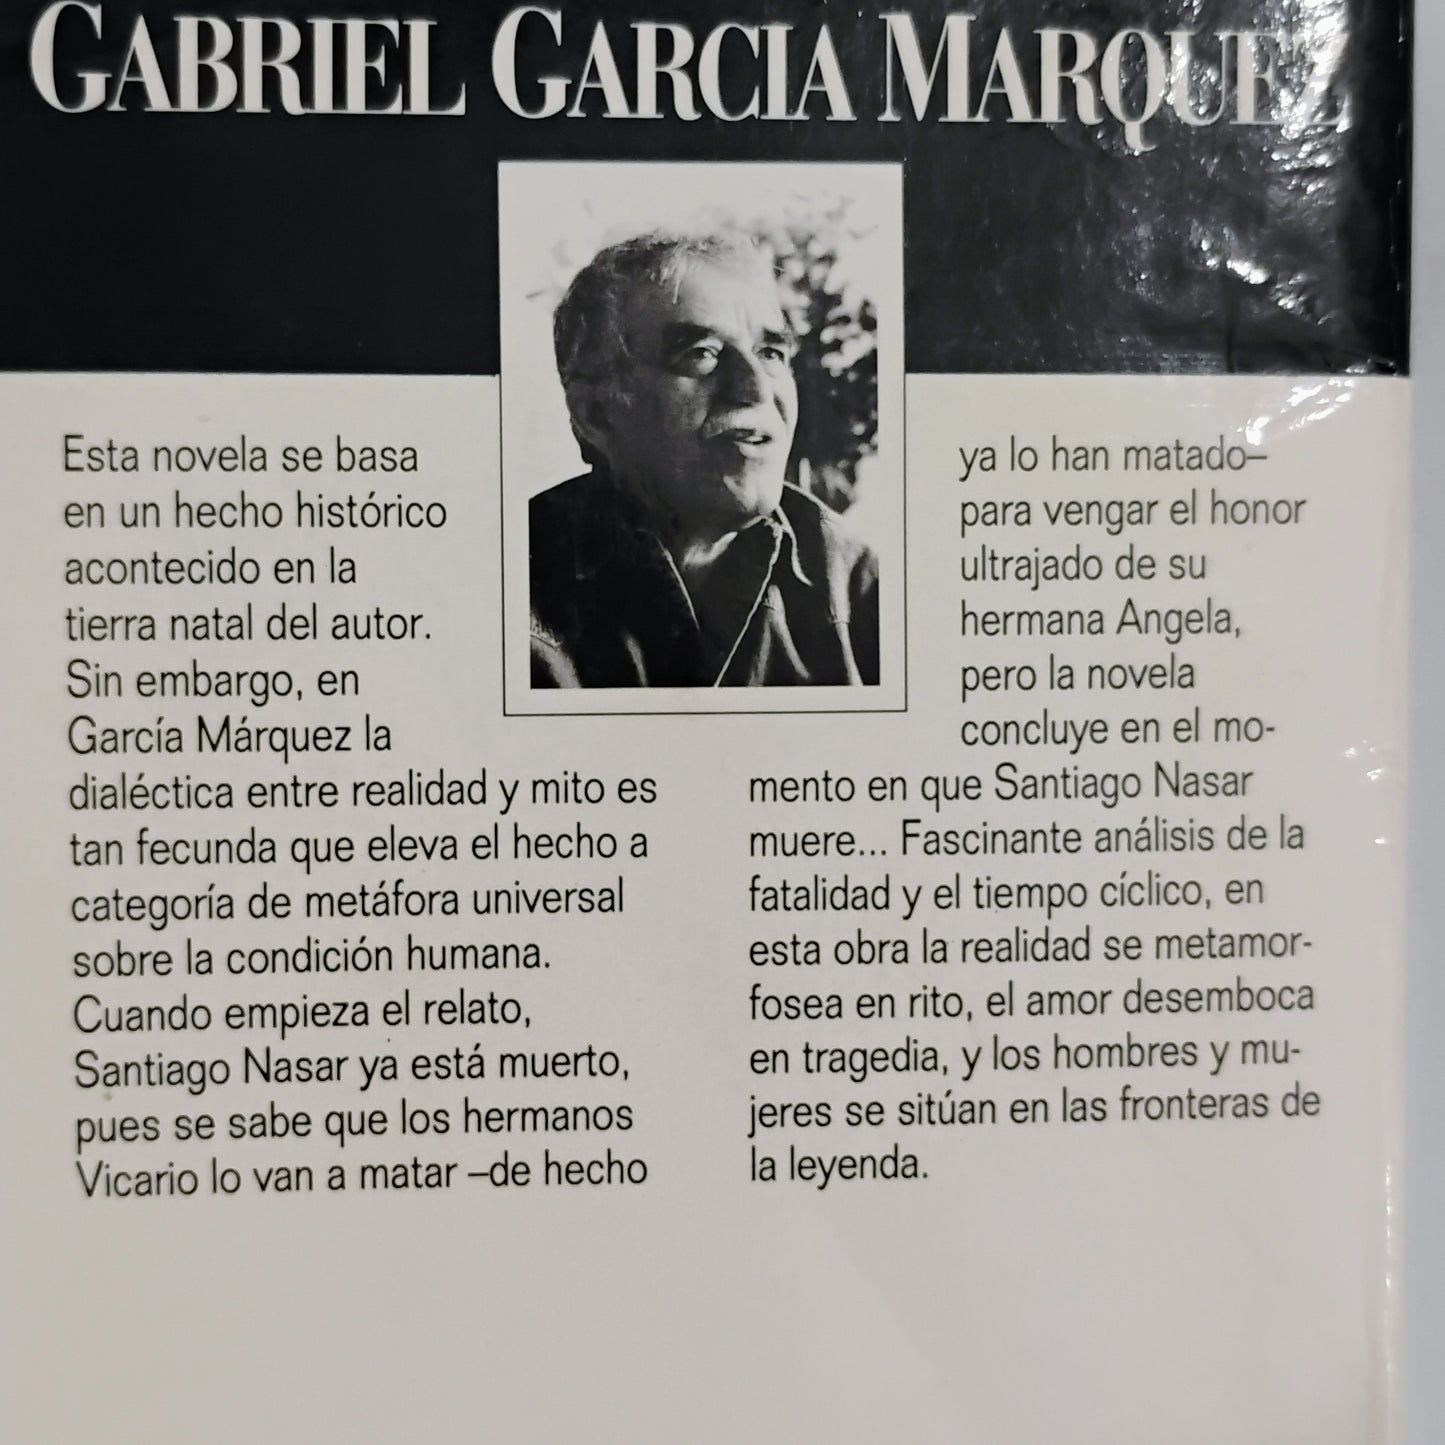 GABRIEL GARCIA MARQUEZ
Esta novela se basa
en un hecho histórico
acontecido en la
tierra natal del autor.
Sin embargo, en
García Márquez la
dialéctica entre realidad y mito es
tan fecunda que eleva el hecho a
categoría de metáfora universal
sobre la condición humana.
Cuando empieza el relato,
Santiago Nasar ya está muerto,
pues se sabe que los hermanos
Vicario lo van a matar –de hecho
ya lo han matado–
para vengar el honor
ultrajado de su
hermana Angela,
pero la novela
concluye en el mo-
mento en que Santiago Nasar
muere... Fascinante análisis de la
fatalidad y el tiempo cíclico, en
esta obra la realidad se metamor-
fosea en rito, el amor desemboca
en tragedia, y los hombres y mu-
jeres se sitúan en las fronteras de
la leyenda.